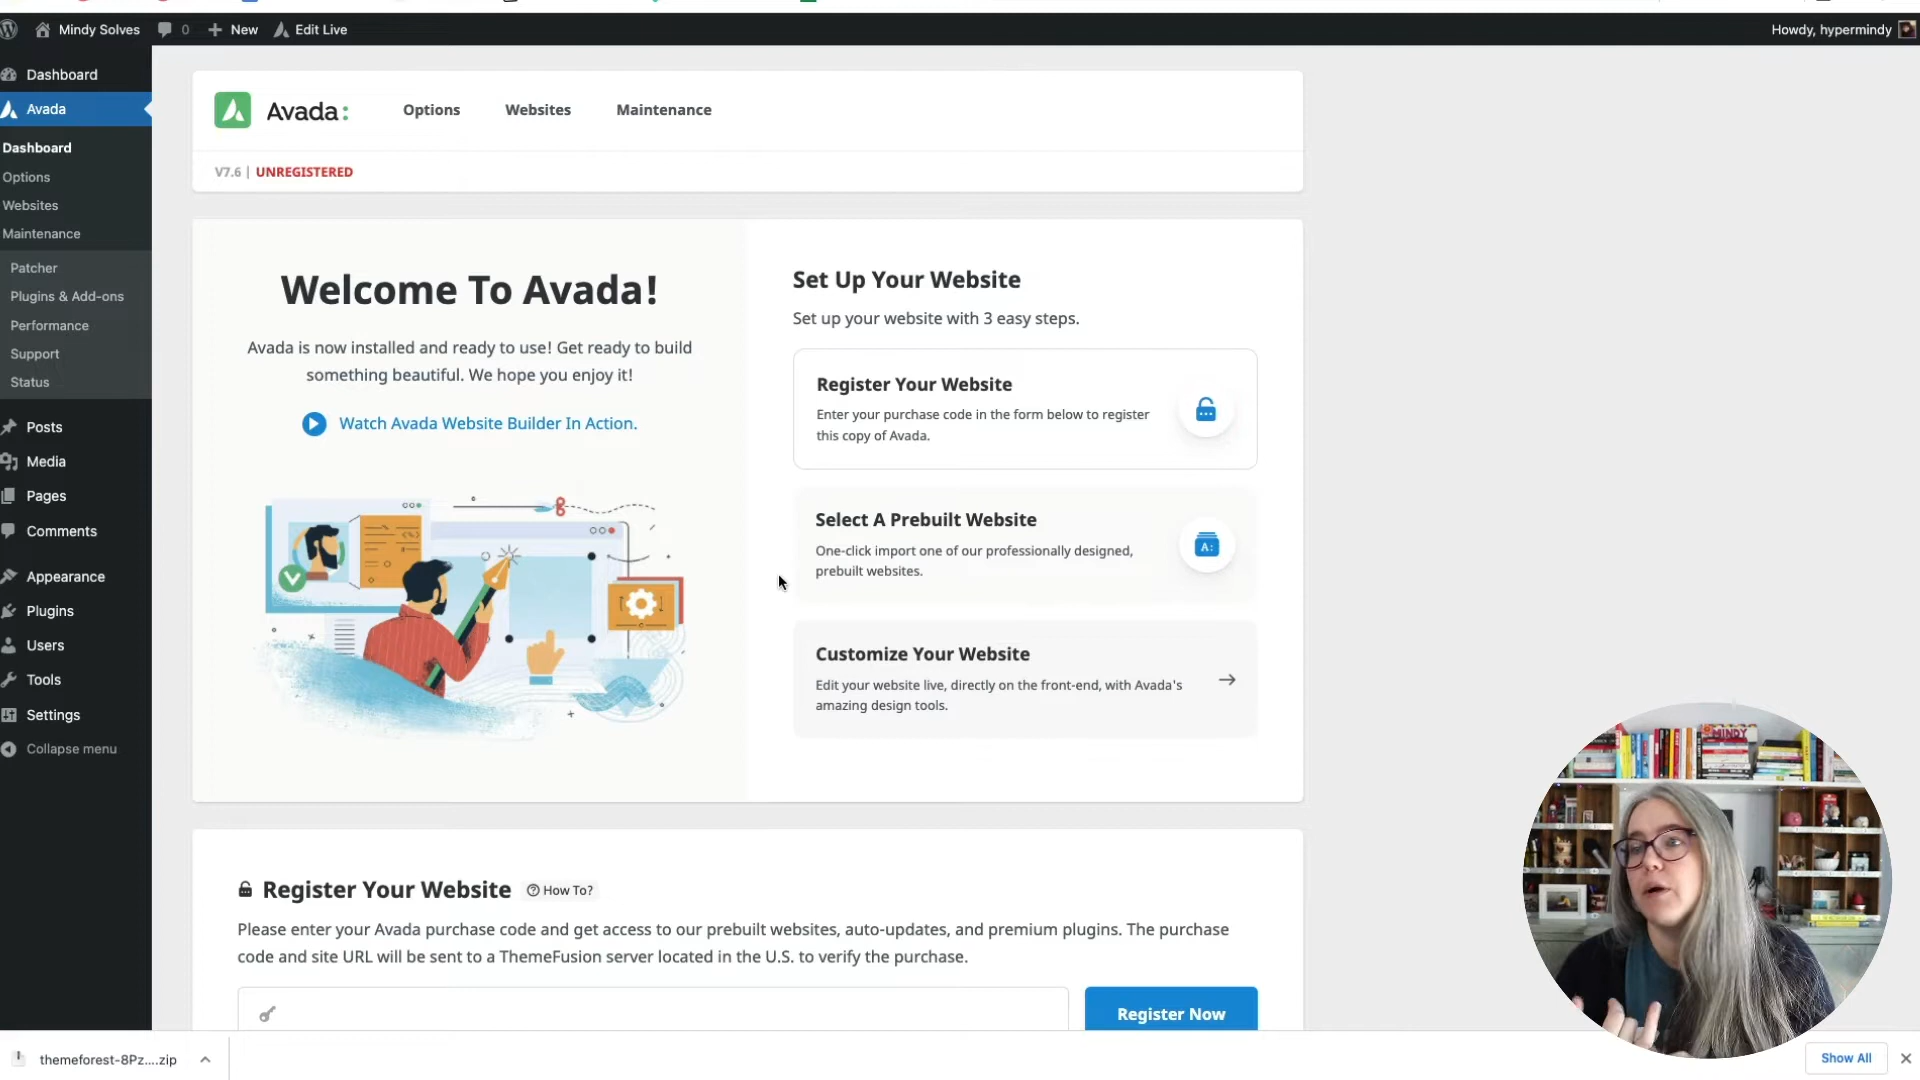 Mindy Solves
0
New
Edit Live
Howdy, hypermindy
Dashboard
Avada
Dashboard
Options
Websites
Maintenance
Patcher
Plugins & Add-ons
Performance
Support
Status
Posts
Media
Pages
Comments
Appearance
Plugins
Users
Tools
Settings
Collapse menu
Avada:
Options
Websites
Maintenance
V7.6 | UNREGISTERED
Welcome To Avada!
Avada is now installed and ready to use! Get ready to build
something beautiful. We hope you enjoy it!
Watch Avada Website Builder In Action.
Set Up Your Website
Set up your website with 3 easy steps.
Register Your Website
Enter your purchase code in the form below to register
this copy of Avada.
Select A Prebuilt Website
One-click import one of our professionally designed,
prebuilt websites.
A:
Customize Your Website
Edit your website live, directly on the front-end, with Avada's
amazing design tools.
Register Your Website
How To?
Please enter your Avada purchase code and get access to our prebuilt websites, auto-updates, and premium plugins. The purchase
code and site URL will be sent to a ThemeFusion server located in the U.S. to verify the purchase.
Register Now
MINDY
themeforest-8Pz....zip
Show All